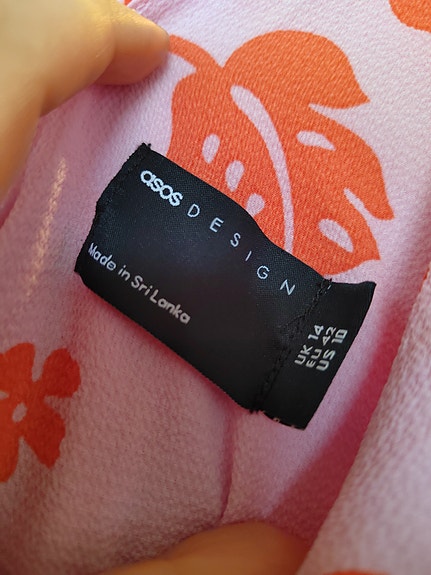 asos DESIGN
Made in Sri Lanka
UK 14
EU 42
US 10